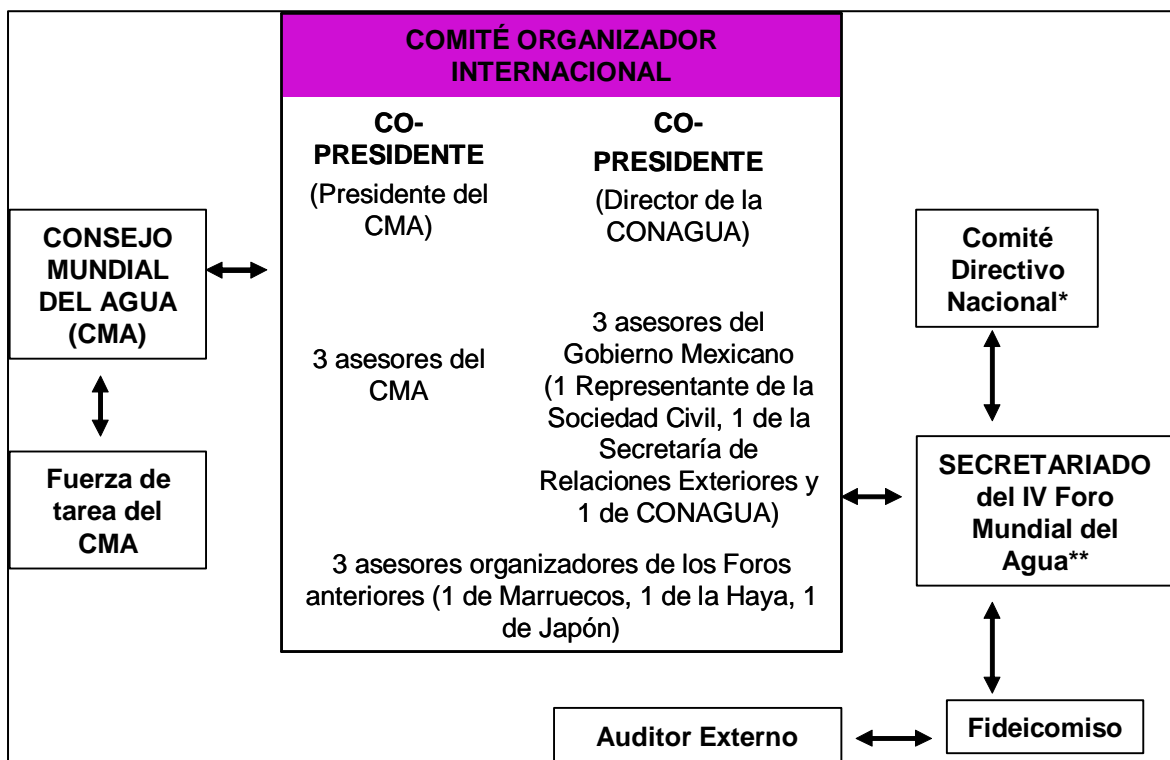 COMITÉ ORGANIZADOR
INTERNACIONAL
CO-
PRESIDENTE
(Presidente del
CMA)
CO-
PRESIDENTE
(Director de la
CONAGUA)
3 asesores del
CMA
3 asesores del
Gobierno Mexicano
(1 Representante de la
Sociedad Civil, 1 de la
Secretaría de
Relaciones Exteriores y
1 de CONAGUA)
3 asesores organizadores de los Foros
anteriores (1 de Marruecos, 1 de la Haya, 1
de Japón)
CONSEJO
MUNDIAL
DEL AGUA
(CMA)
Fuerza de
tarea del
CMA
Comité
Directivo
Nacional*
SECRETARIADO
del IV Foro
Mundial del
Agua**
Fideicomiso
Auditor Externo